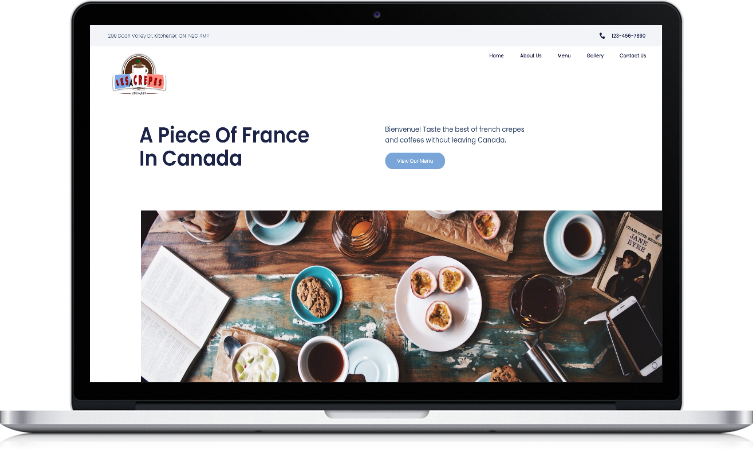 123-456-7890
LES CREPES
Home About Us Menu Gallery Contact Us
A Piece Of France
In Canada
Bienvenue! Taste the best of french crepes
and coffees without leaving Canada.
View Our Menu
JANE
EYRE